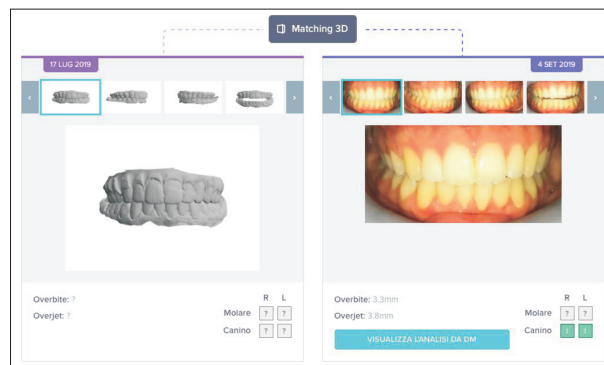 Matching 3D
17 LUG 2019
4 SET 2019
Overbite: ?
Overjet: ?
R L
Molare ? ?
Canino ? ?
Overbite: 3.3mm
Overjet: 3.8mm
VISUALIZZA L'ANALISI DA DM
R L
Molare ? ?
Canino I I